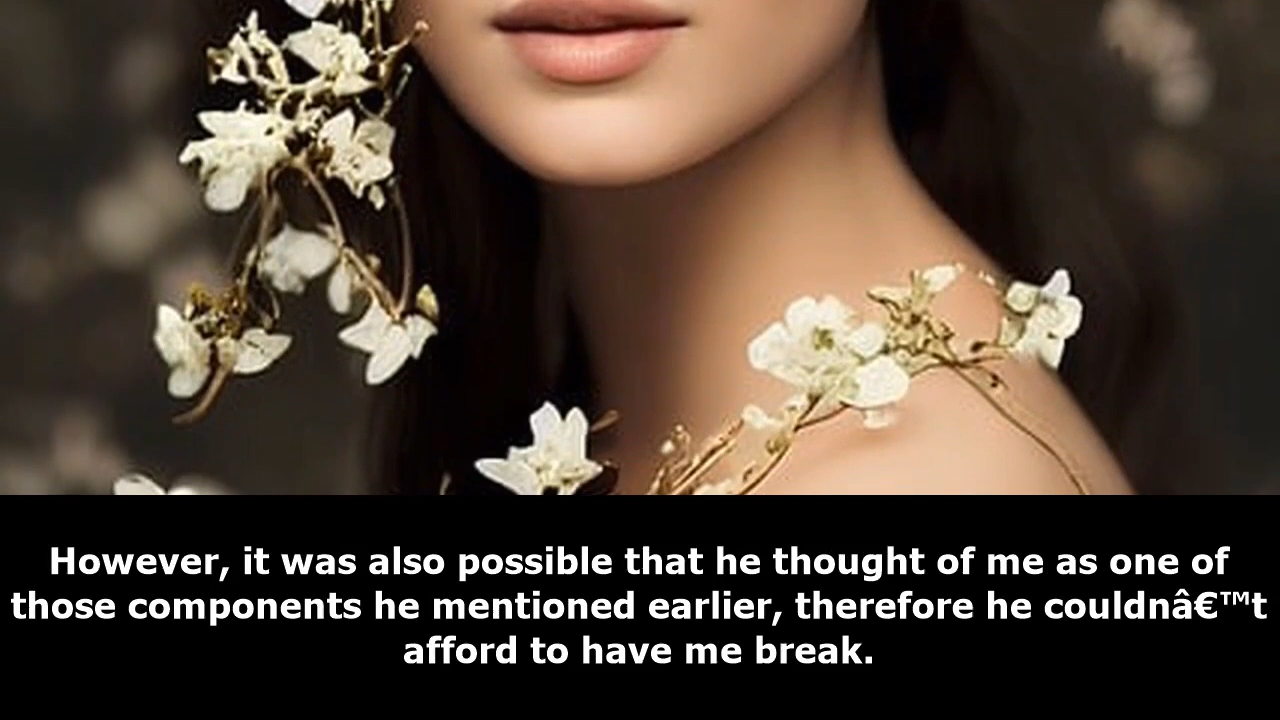 However, it was also possible that he thought of me as one of
those components he mentioned earlier, therefore he couldnâ€™t
afford to have me break.